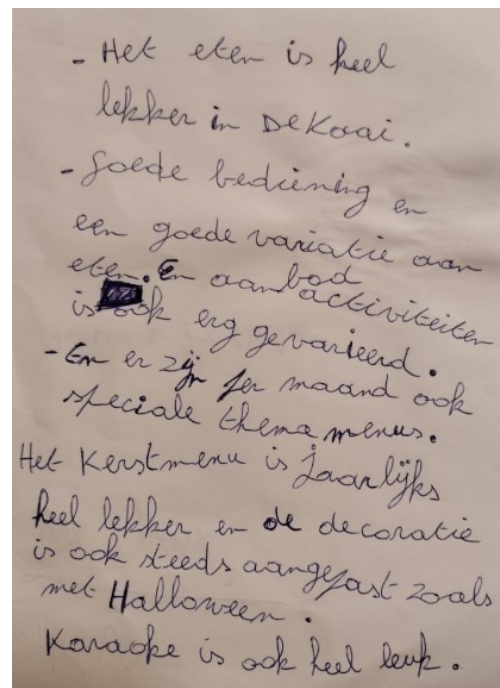 - Het eten is heel
lekker in DeKaai.
- Goede bediening en
een goede variatie aan
eten. En aanbod activiteiten
is ook erg gevarieerd.
- En er zijn per maand ook
speciale thema menus.
Het Kerstmenu is jaarlijks
heel lekker en de decoratie
is ook steeds aangepast zoals
met Halloween.
Karaoke is ook heel leuk.